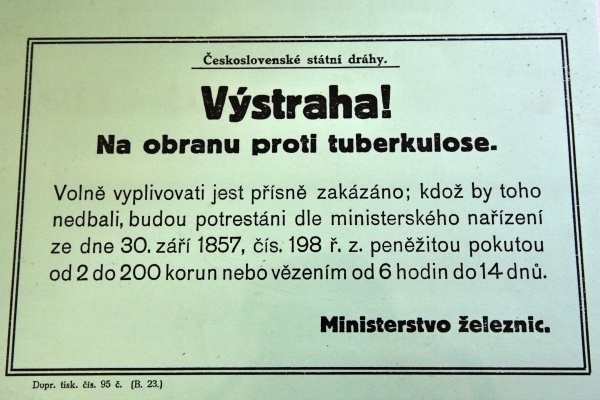 Československé státní dráhy.
Výstraha!
Na obranu proti tuberkulose.
Volně vyplivovati jest přísně zakázáno; kdož by toho
nedbali, budou potrestáni dle ministerského nařízení
ze dne 30. září 1857, čís. 198 ř. z. peněžitou pokutou
od 2 do 200 korun nebo vězením od 6 hodin do 14 dnů.
Ministerstvo železnic.
Dopr. tisk. čís. 95 č. (B. 23.)